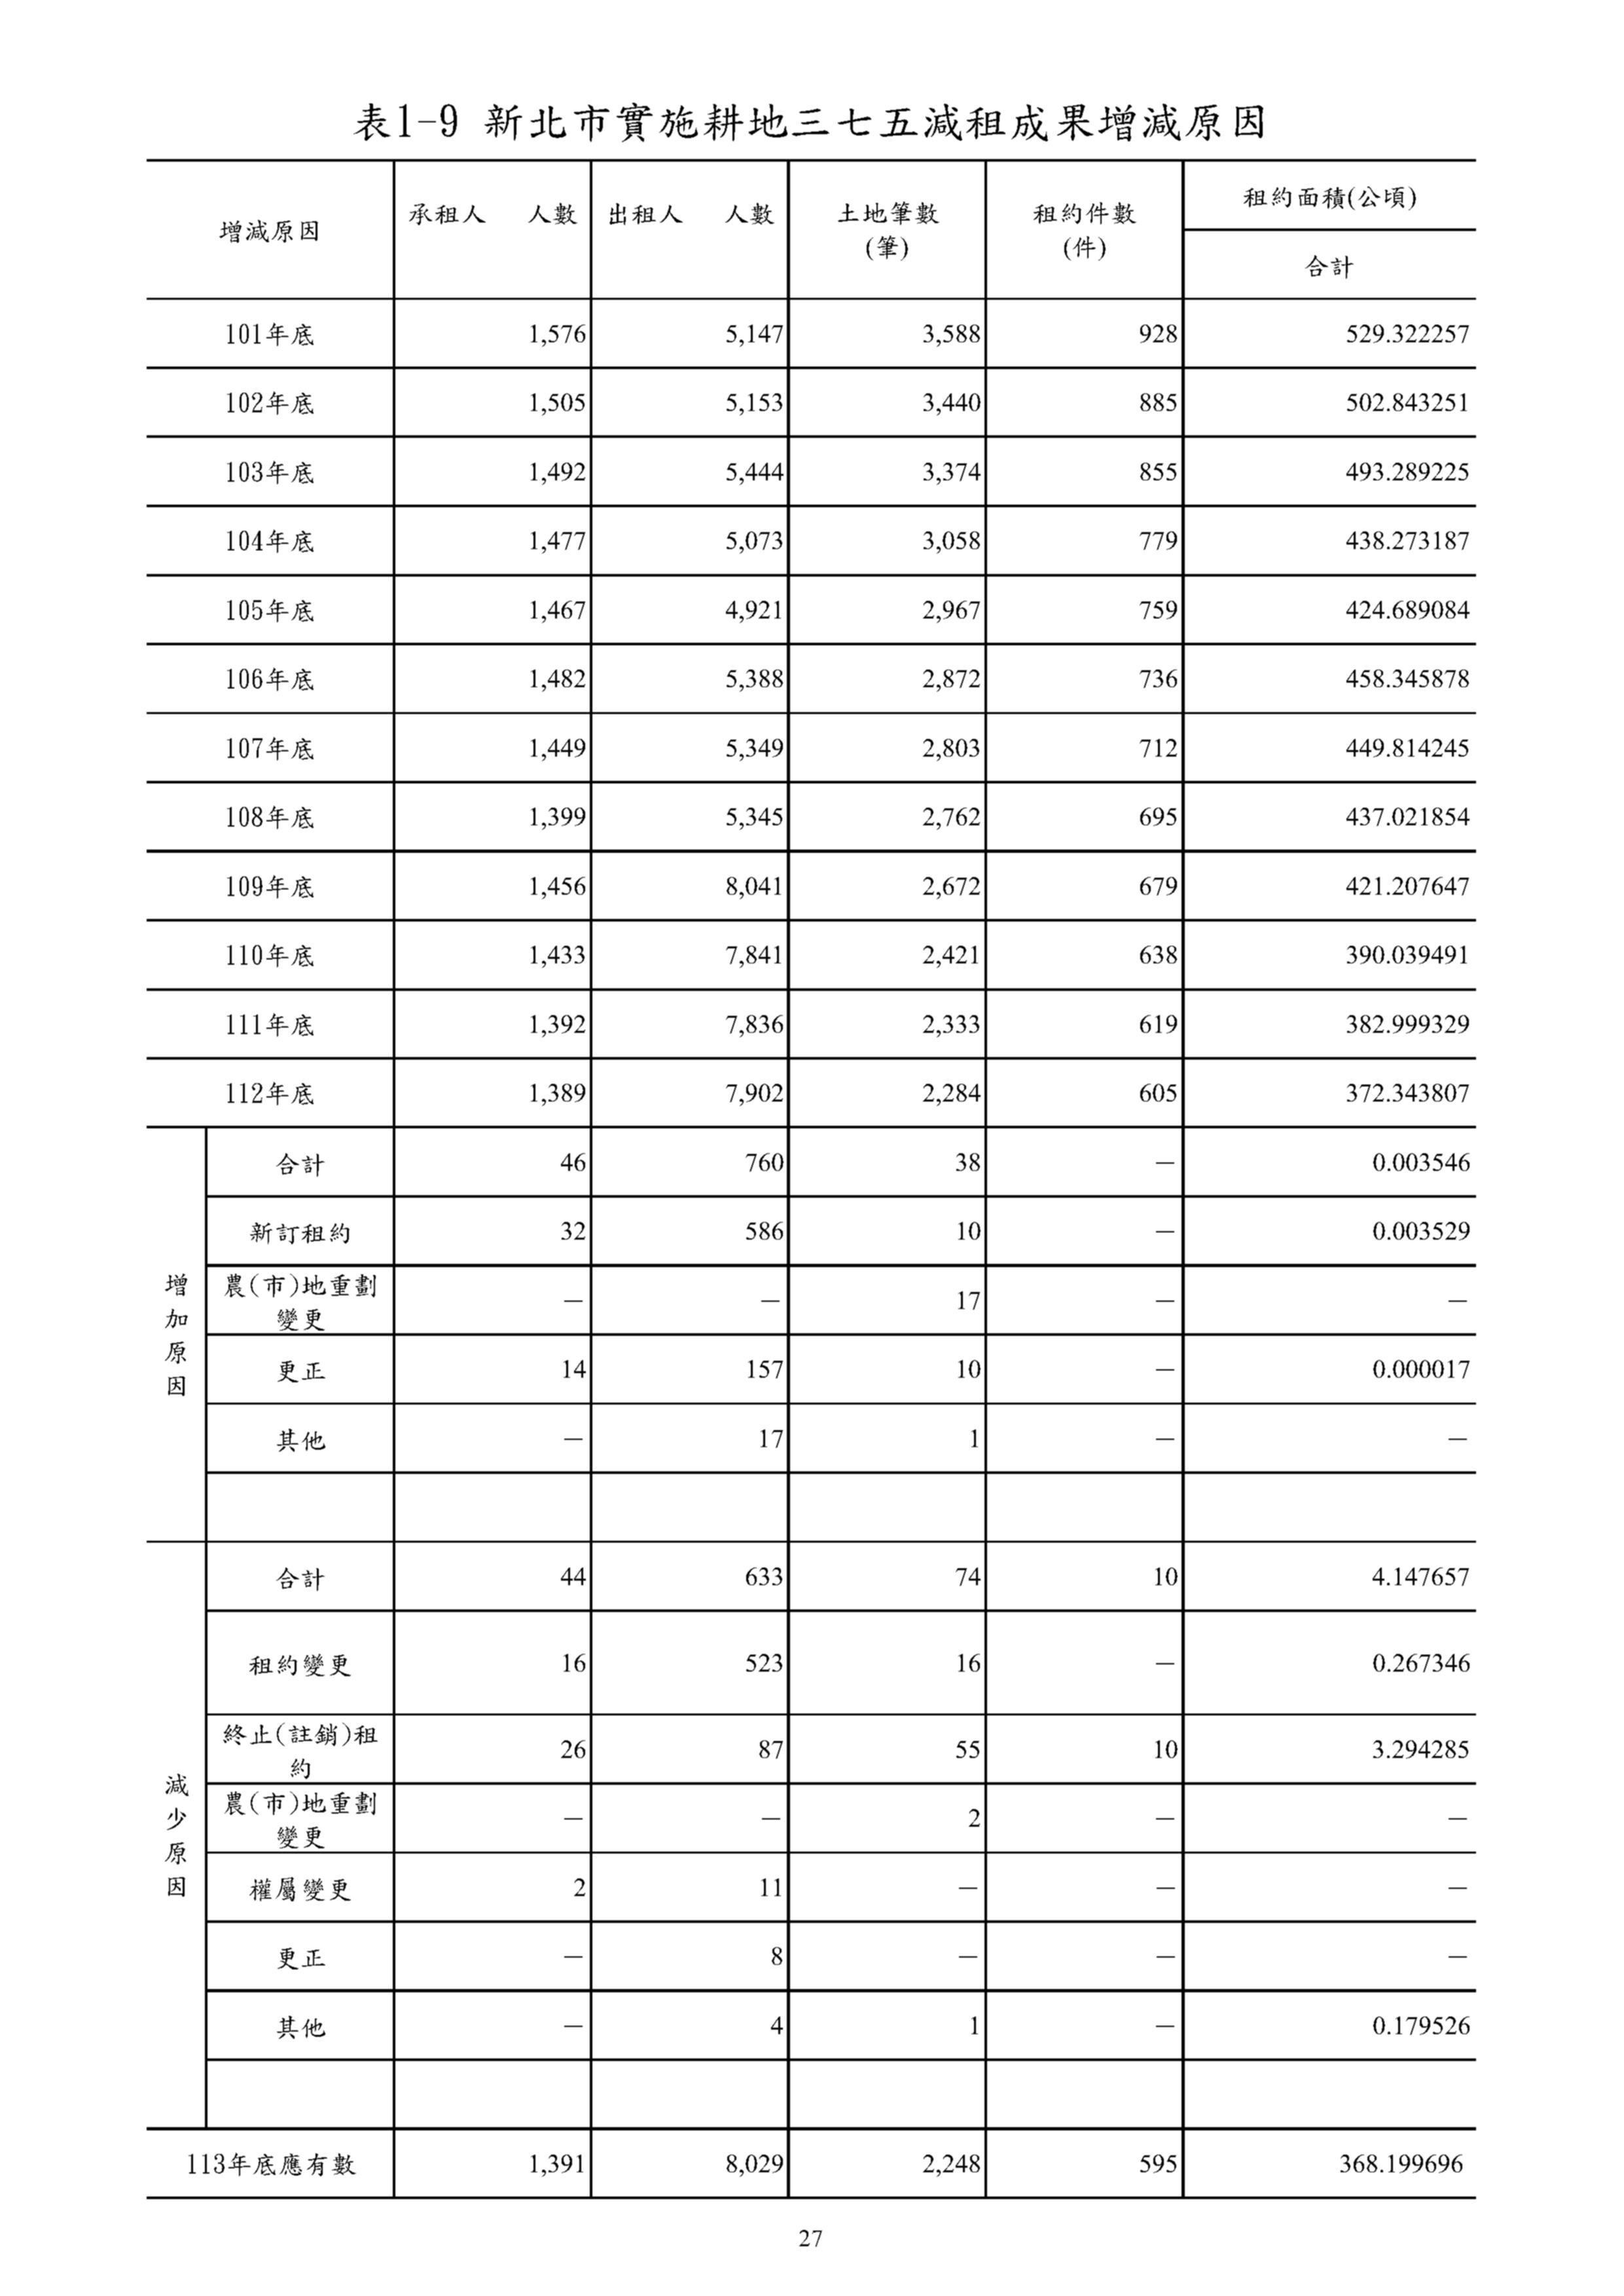 表1-9 新北市實施耕地三七五減租成果增減原因
增減原因 承租人 人數 出租人 人數 土地筆數 (筆) 租約件數 (件) 租約面積(公頃)
合計
101年底 1,576 5,147 3,588 928 529.322257
102年底 1,505 5,153 3,440 885 502.843251
103年底 1,492 5,444 3,374 855 493.289225
104年底 1,477 5,073 3,058 779 438.273187
105年底 1,467 4,921 2,967 759 424.689084
106年底 1,482 5,388 2,872 736 458.345878
107年底 1,449 5,349 2,803 712 449.814245
108年底 1,399 5,345 2,762 695 437.021854
109年底 1,456 8,041 2,672 679 421.207647
110年底 1,433 7,841 2,421 638 390.039491
111年底 1,392 7,836 2,333 619 382.999329
112年底 1,389 7,902 2,284 605 372.343807
增加原因
合計 46 760 38 — 0.003546
新訂租約 32 586 10 — 0.003529
農(市)地重劃變更 — — 17 — —
更正 14 157 10 — 0.000017
其他 — 17 1 — —
減少原因
合計 44 633 74 10 4.147657
租約變更 16 523 16 — 0.267346
終止(註銷)租約 26 87 55 10 3.294285
農(市)地重劃變更 — — 2 — —
權屬變更 2 11 — — —
更正 — 8 — — —
其他 — 4 1 — 0.179526
113年底應有數 1,391 8,029 2,248 595 368.199696
27